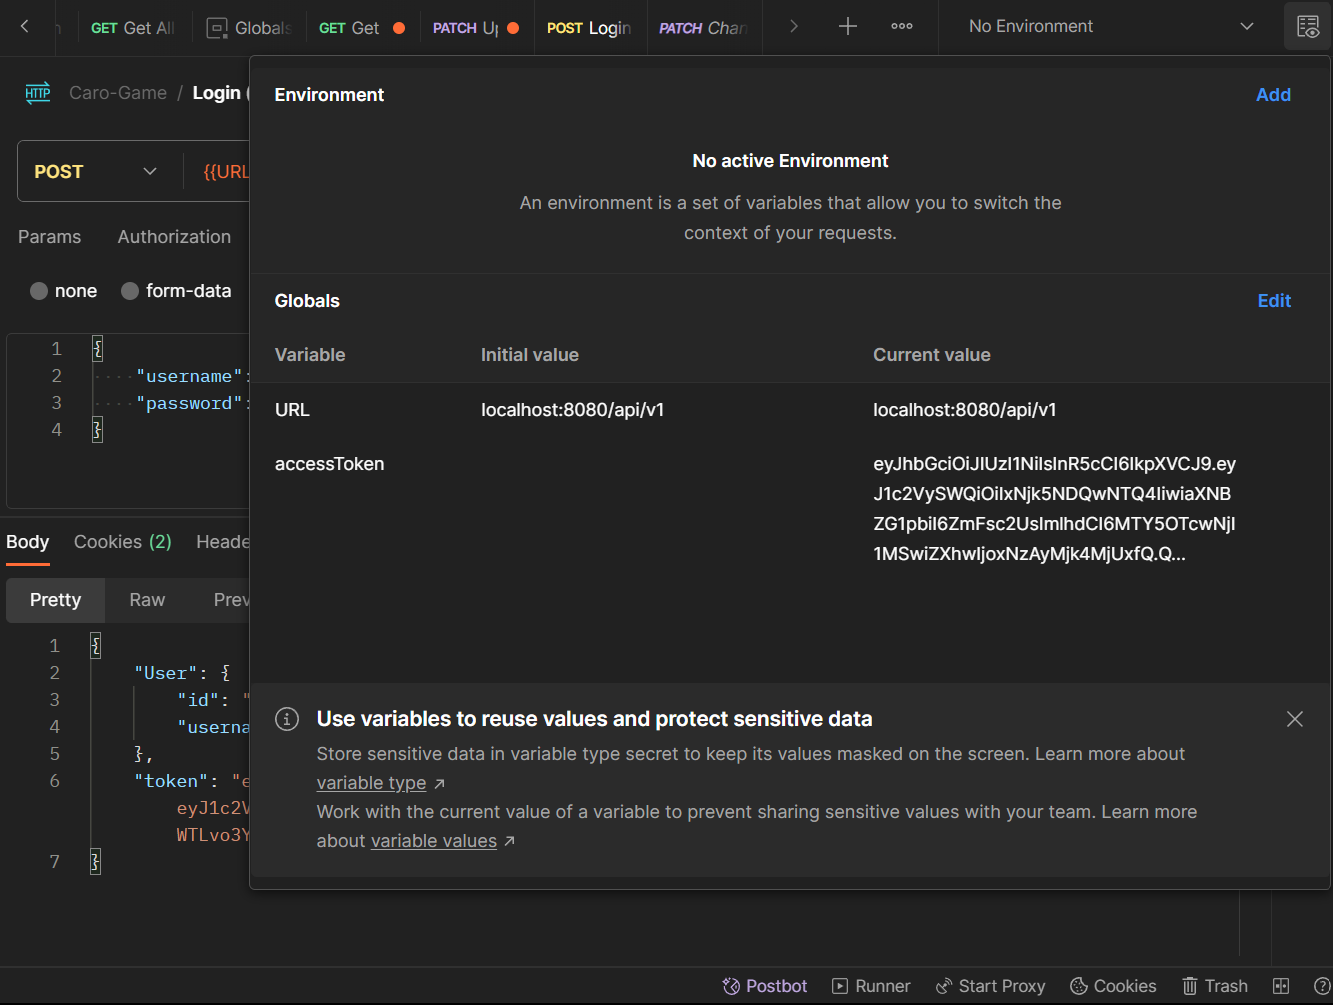 GET Get All
Globals
GET Get
PATCH Up
POST Login
PATCH Chan
No Environment
HTTP Caro-Game / Login (
POST {{URL
Params Authorization
none form-data
1 {
2 "username":
3 "password":
4 }
Body Cookies (2) Heade
Pretty Raw Prev
1 {
2 "User": {
3 "id": "
4 "userna
5 },
6 "token": "e
eyJ1c2V
WTLvo3Y
7 }
Environment Add
No active Environment
An environment is a set of variables that allow you to switch the
context of your requests.
Globals Edit
Variable Initial value Current value
URL localhost:8080/api/v1 localhost:8080/api/v1
accessToken eyJhbGciOiJIUzI1NiIsInR5cCI6IkpXVCJ9.ey
J1c2VySWQiOiIxNjk5NDQwNTQ4IiwiaXNB
ZG1pbiI6ZmFsc2UsImlhdCI6MTY5OTcwNjI
1MSwiZXhwIjoxNzAyMjk4MjUxfQ.Q...
Use variables to reuse values and protect sensitive data
Store sensitive data in variable type secret to keep its values masked on the screen. Learn more about
variable type ↗
Work with the current value of a variable to prevent sharing sensitive values with your team. Learn more
about variable values ↗
Postbot Runner Start Proxy Cookies Trash